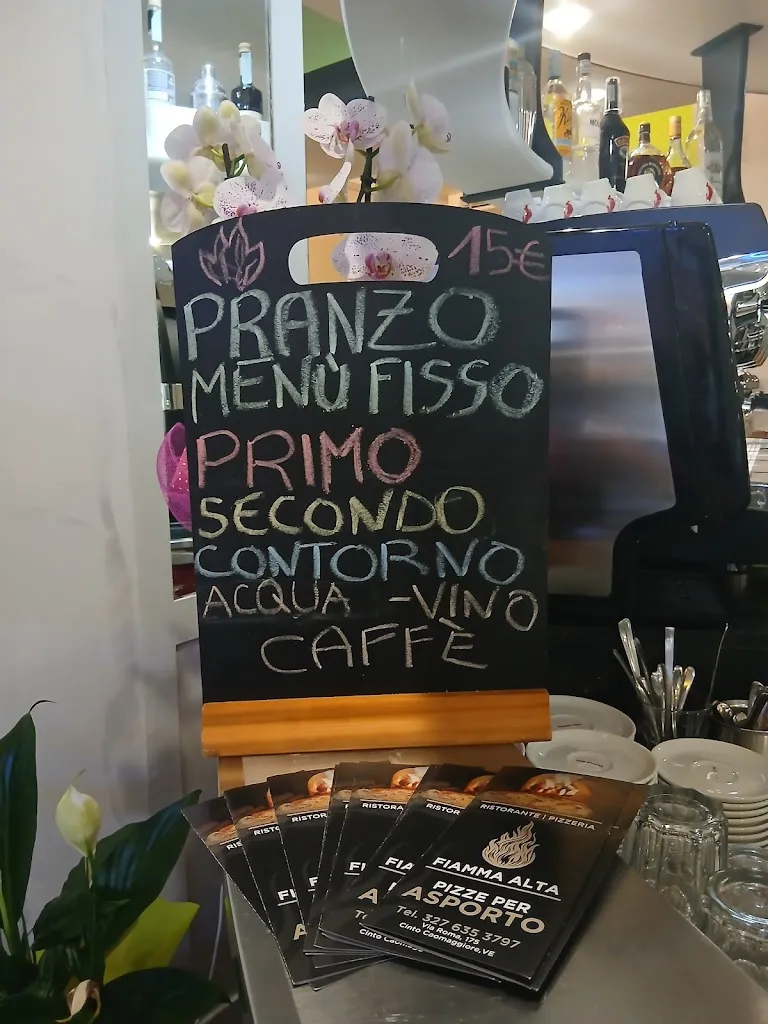 15€
PRANZO
MENÙ FISSO
PRIMO
SECONDO
CONTORNO
ACQUA -VINO
CAFFÈ
RISTORANTE | PIZZERIA
FIAMMA ALTA
PIZZE PER
ASPORTO
Tel. 327 635 3797
Via Roma, 175
Cinto Caomaggiore, VE